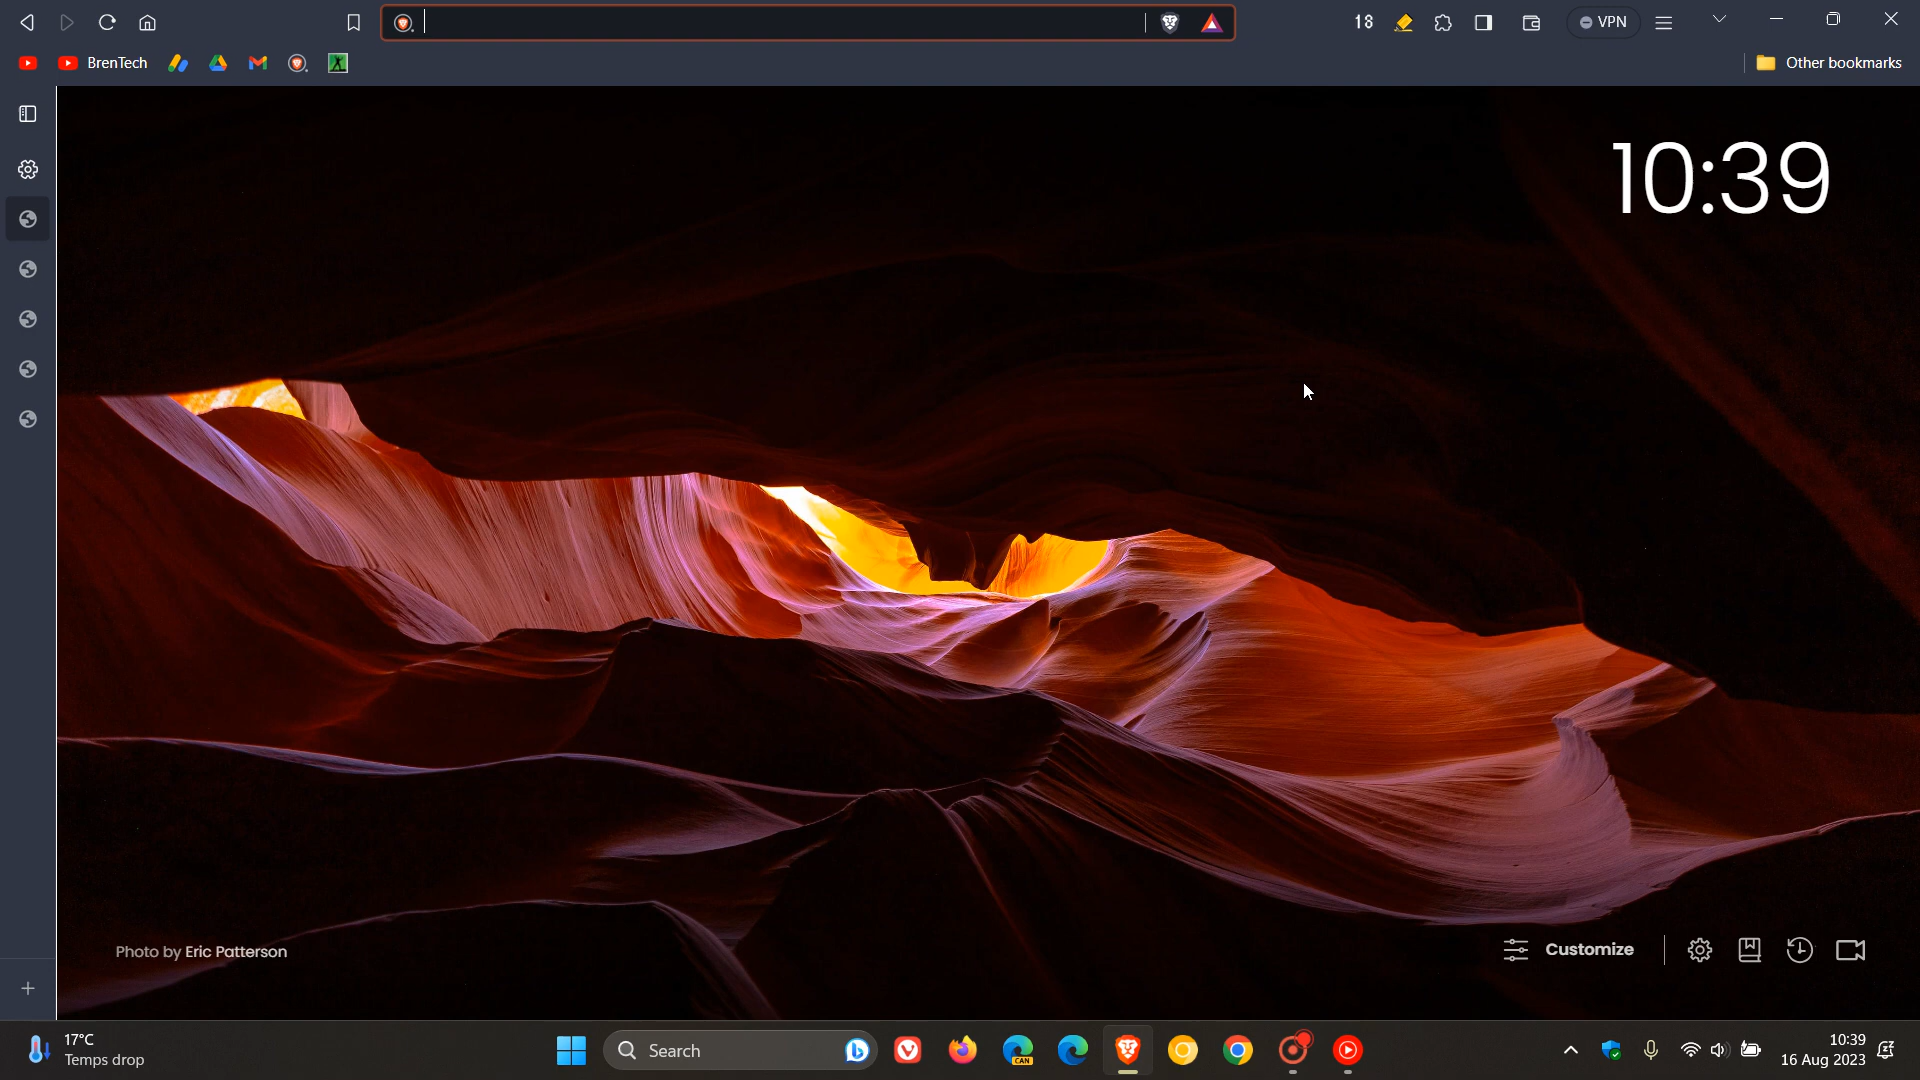 18
VPN
BrenTech
Other bookmarks
10:39
Photo by Eric Patterson
Customize
17°C
Temps drop
Search
CAN
10:39
16 Aug 2023